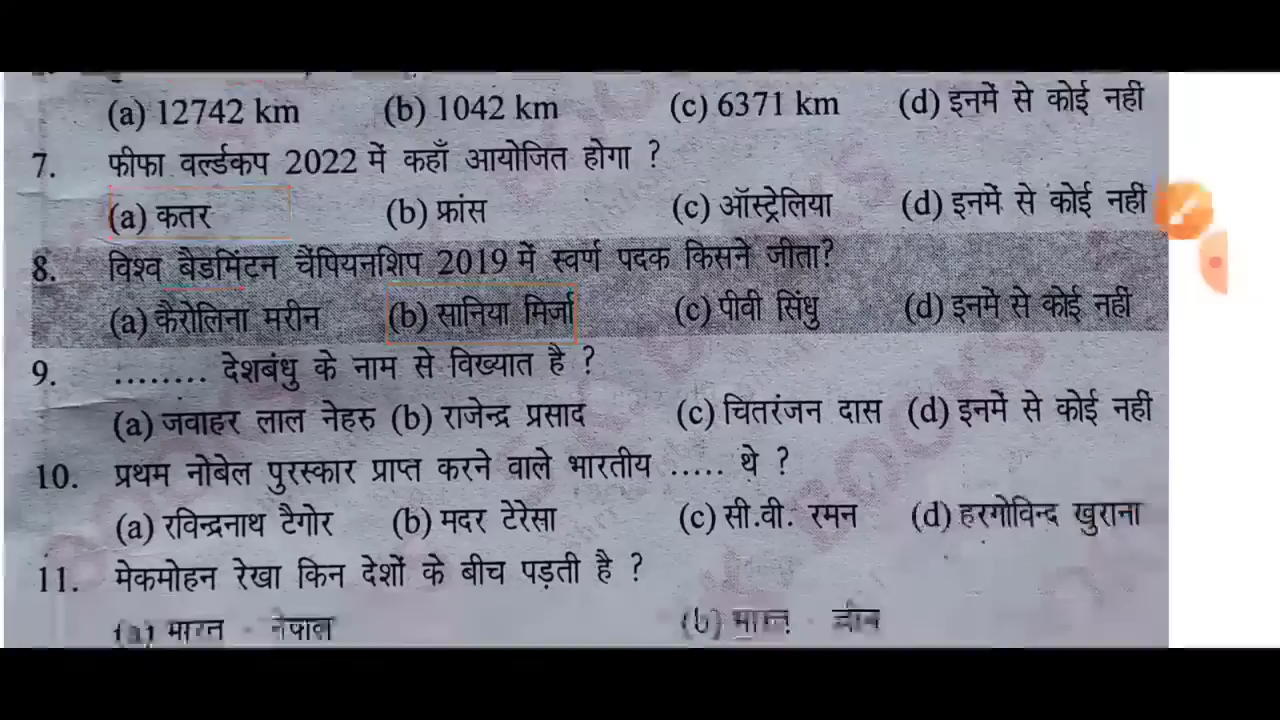 (a) 12742 km (b) 1042 km (c) 6371 km (d) इनमें से कोई नहीं
7. फीफा वर्ल्डकप 2022 में कहाँ आयोजित होगा ?
(a) कतर (b) फ्रांस (c) ऑस्ट्रेलिया (d) इनमें से कोई नहीं
8. विश्व बैडमिंटन चैंपियनशिप 2019 में स्वर्ण पदक किसने जीता?
(a) कैरोलिना मरीन (b) सानिया मिर्जा (c) पीवी सिंधु (d) इनमें से कोई नहीं
9. ........ देशबंधु के नाम से विख्यात है ?
(a) जवाहर लाल नेहरु (b) राजेन्द्र प्रसाद (c) चितरंजन दास (d) इनमें से कोई नहीं
10. प्रथम नोबेल पुरस्कार प्राप्त करने वाले भारतीय ..... थे ?
(a) रविन्द्रनाथ टैगोर (b) मदर टेरेसा (c) सी.वी. रमन (d) हरगोविन्द खुराना
11. मेकमोहन रेखा किन देशों के बीच पड़ती है ?
(a) भारत - नेपाल (b) भारत - चीन